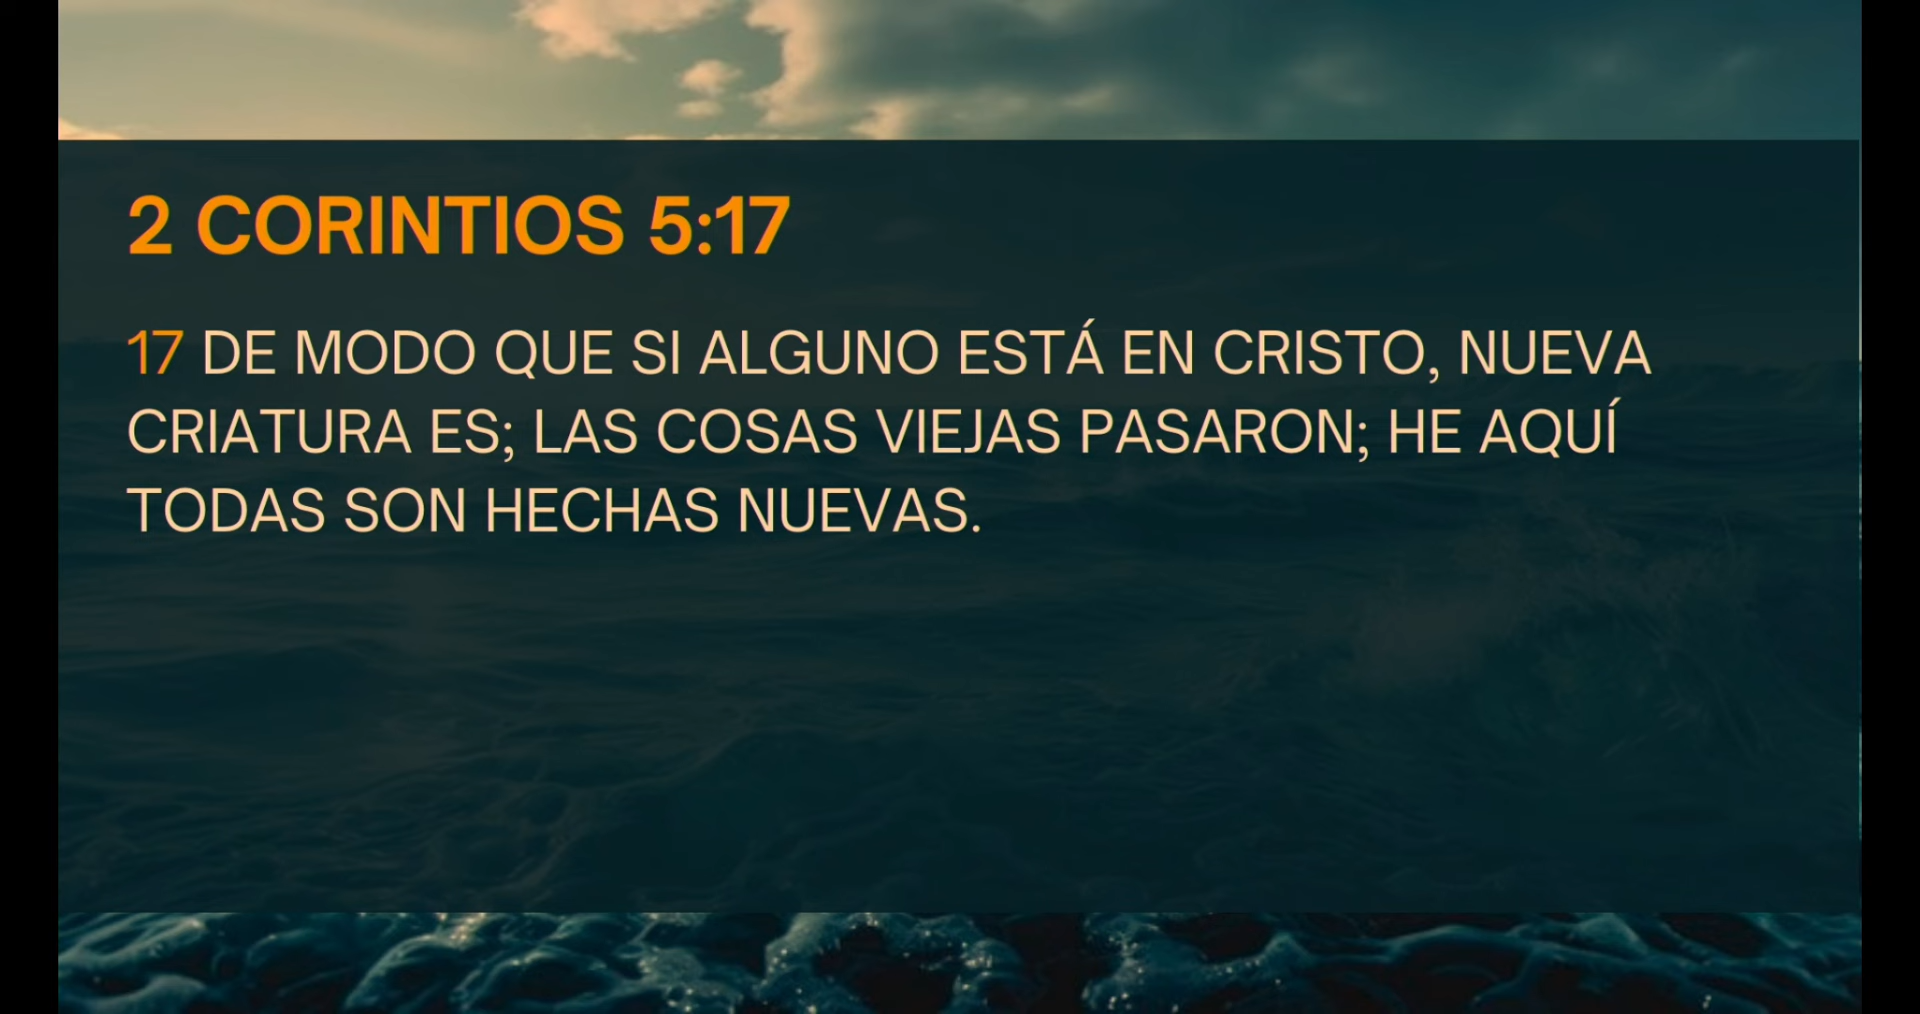 2 CORINTIOS 5:17
17 DE MODO QUE SI ALGUNO ESTÁ EN CRISTO, NUEVA
CRIATURA ES; LAS COSAS VIEJAS PASARON; HE AQUÍ
TODAS SON HECHAS NUEVAS.